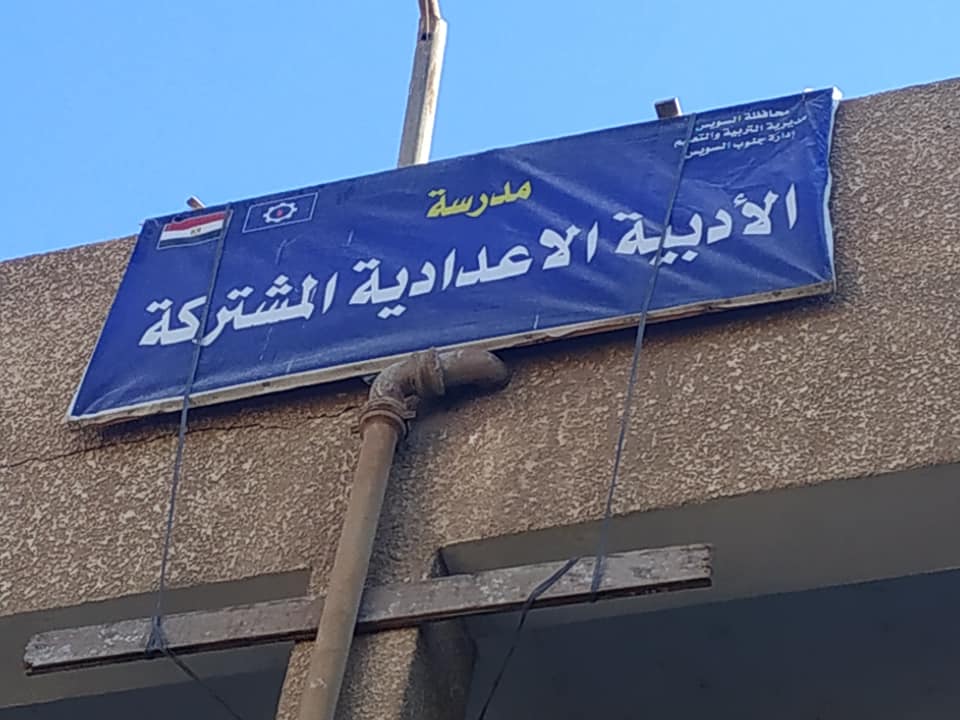 محافظة السويس
مديرية التربية والتعليم
إدارة جنوب السويس
مدرسة
الأدبية الاعدادية المشتركة